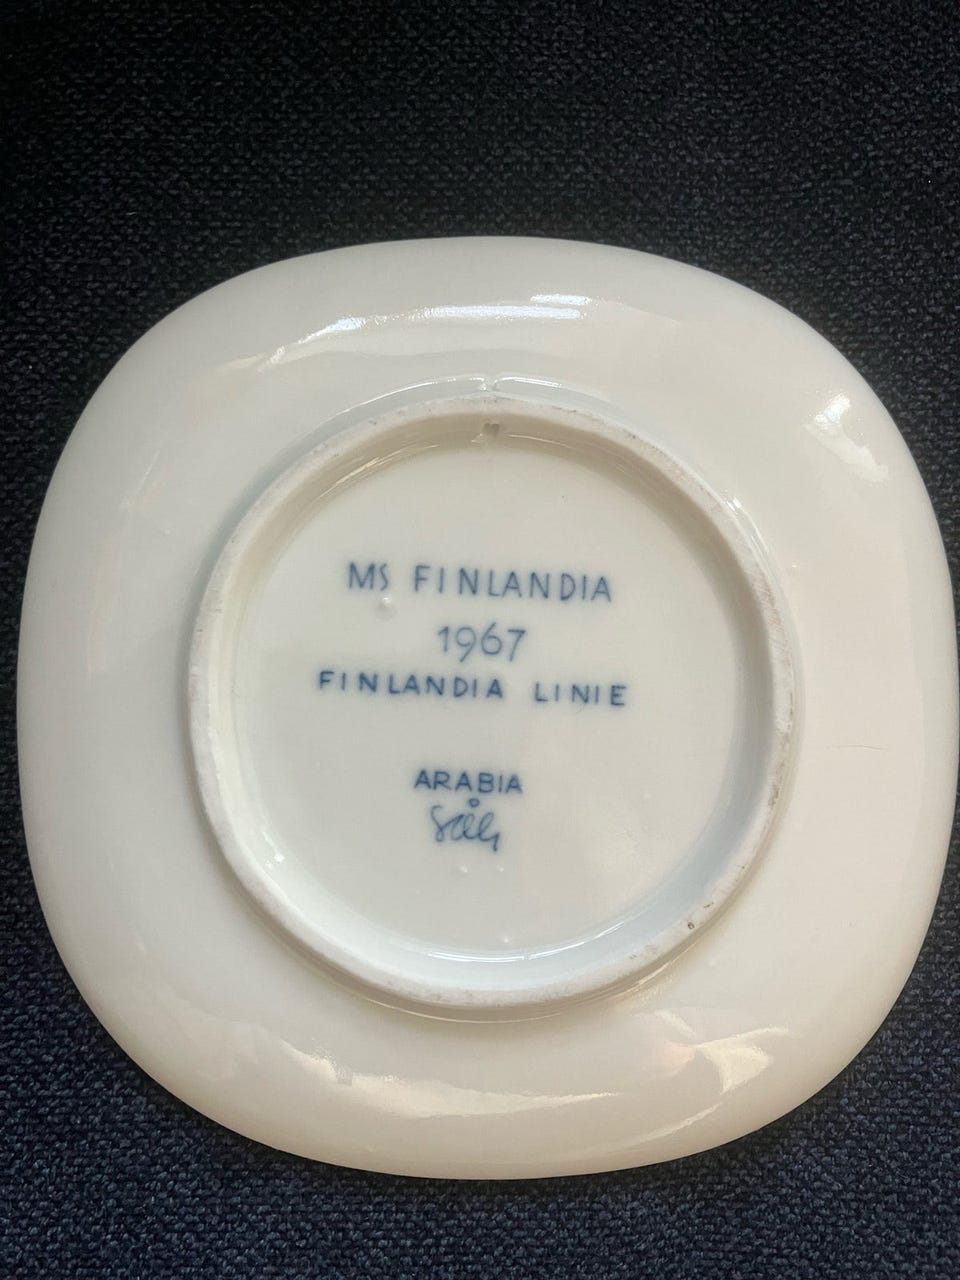 MS FINLANDIA
1967
FINLANDIA LINIE
ARABIA